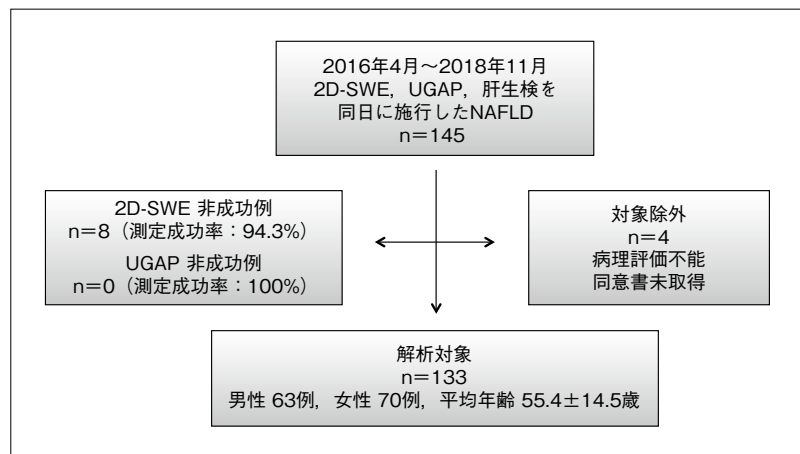 2016年4月〜2018年11月
2D-SWE，UGAP，肝生検を
同日に施行したNAFLD
n＝145
2D-SWE 非成功例
n＝8（測定成功率：94.3%）
UGAP 非成功例
n＝0（測定成功率：100%）
対象除外
n＝4
病理評価不能
同意書未取得
解析対象
n＝133
男性 63例，女性 70例，平均年齢 55.4±14.5歳